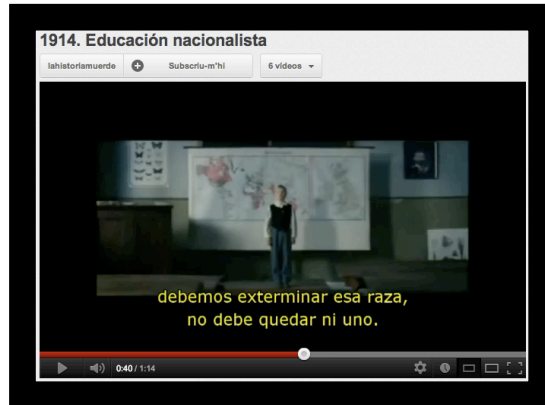 1914. Educación nacionalista
lahistoriamuerde Subscriu-m'hi 6 vídeos
debemos exterminar esa raza,
no debe quedar ni uno.
0:40 / 1:14